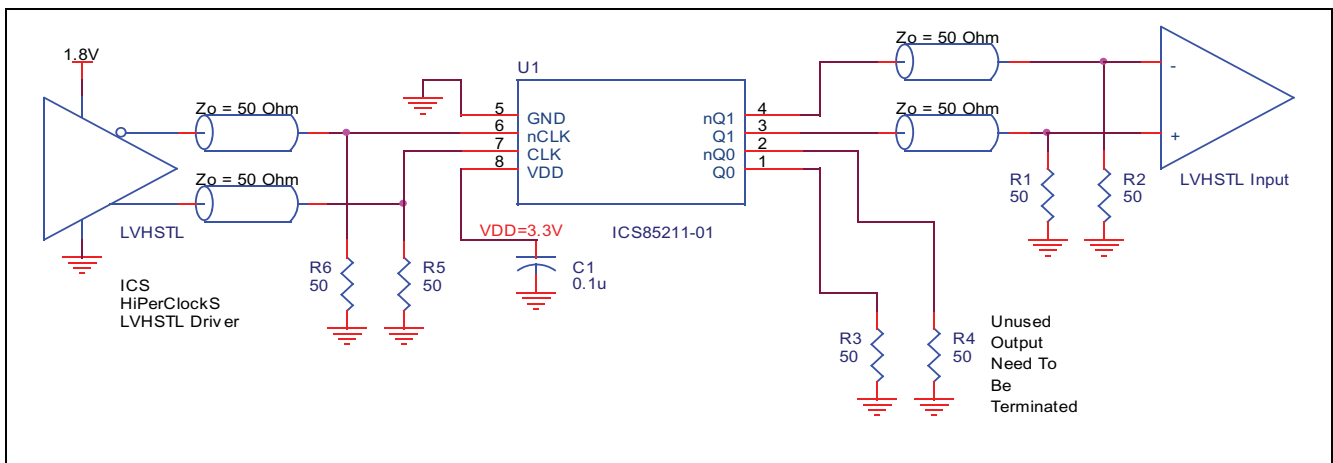 1.8V
Zo = 50 Ohm
Zo = 50 Ohm
LVHSTL
ICS
HiPerClockS
LVHSTL Driver
R6
50
R5
50
U1
5
6
7
8
GND
nCLK
CLK
VDD
nQ1
Q1
nQ0
Q0
4
3
2
1
ICS85211-01
VDD=3.3V
C1
0.1u
Zo = 50 Ohm
Zo = 50 Ohm
-
+
LVHSTL Input
R1
50
R2
50
R3
50
R4
50
Unused
Output
Need To
Be
Terminated